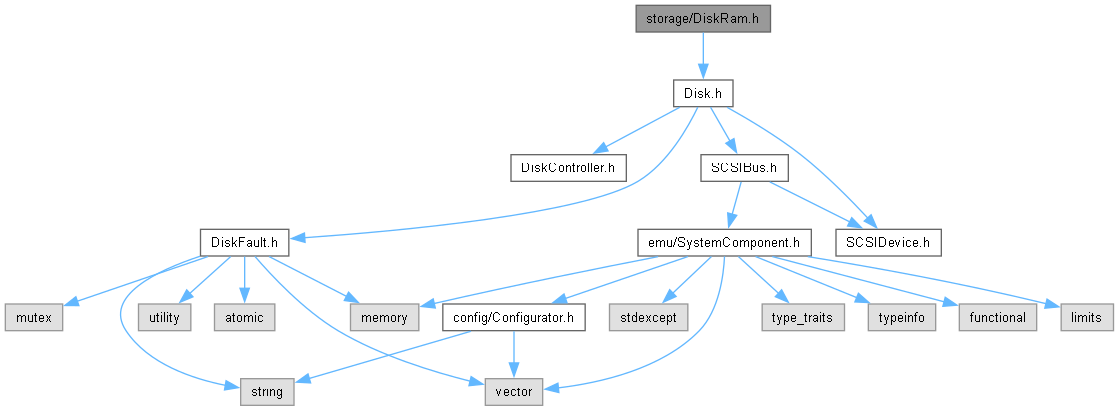 storage/DiskRam.h
Disk.h
DiskController.h
SCSIBus.h
DiskFault.h
emu/SystemComponent.h
SCSIDevice.h
mutex
utility
atomic
memory
config/Configurator.h
stdexcept
type_traits
typeinfo
functional
limits
string
vector